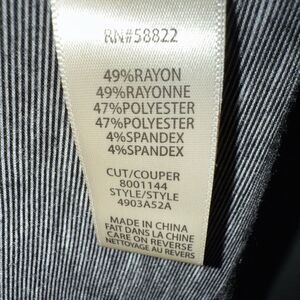 RN#58822
49%RAYON
49%RAYONNE
47%POLYESTER
47%POLYESTER
4%SPANDEX
4%SPANDEX
CUT/COUPER
8001144
STYLE/STYLE
4903A52A
MADE IN CHINA
FAIT DANS LA CHINE
CARE ON REVERSE
NETTOYAGE AU REVERS